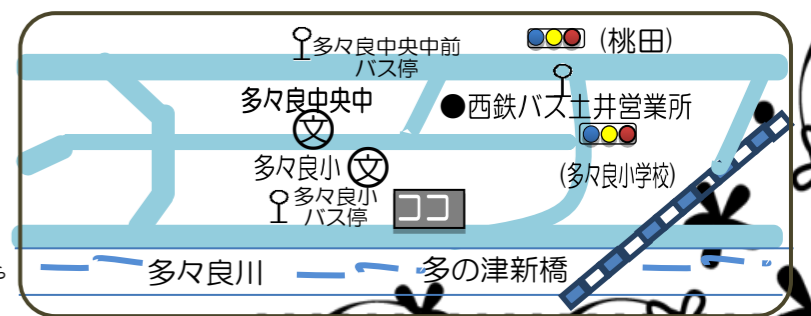 多々良中央中前
バス停
(桃田)
多々良中央中
●西鉄バス土井営業所
文
多々良小
文
(多々良小学校)
多々良小
バス停
ココ
多々良川
多の津新橋